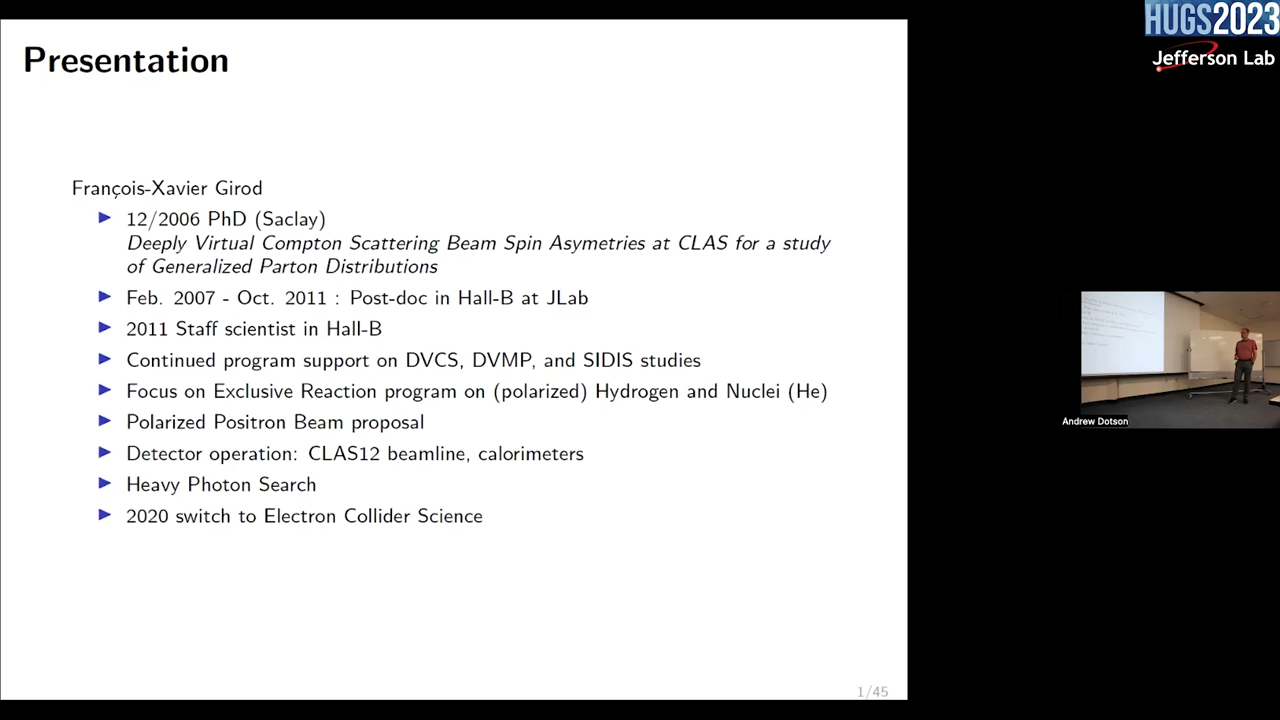 HUGS2023
Jefferson Lab
Presentation
François-Xavier Girod
12/2006 PhD (Saclay)
Deeply Virtual Compton Scattering Beam Spin Asymetries at CLAS for a study
of Generalized Parton Distributions
Feb. 2007 - Oct. 2011 : Post-doc in Hall-B at JLab
2011 Staff scientist in Hall-B
Continued program support on DVCS, DVMP, and SIDIS studies
Focus on Exclusive Reaction program on (polarized) Hydrogen and Nuclei (He)
Polarized Positron Beam proposal
Detector operation: CLAS12 beamline, calorimeters
Heavy Photon Search
2020 switch to Electron Collider Science
1/45
Andrew Dotson